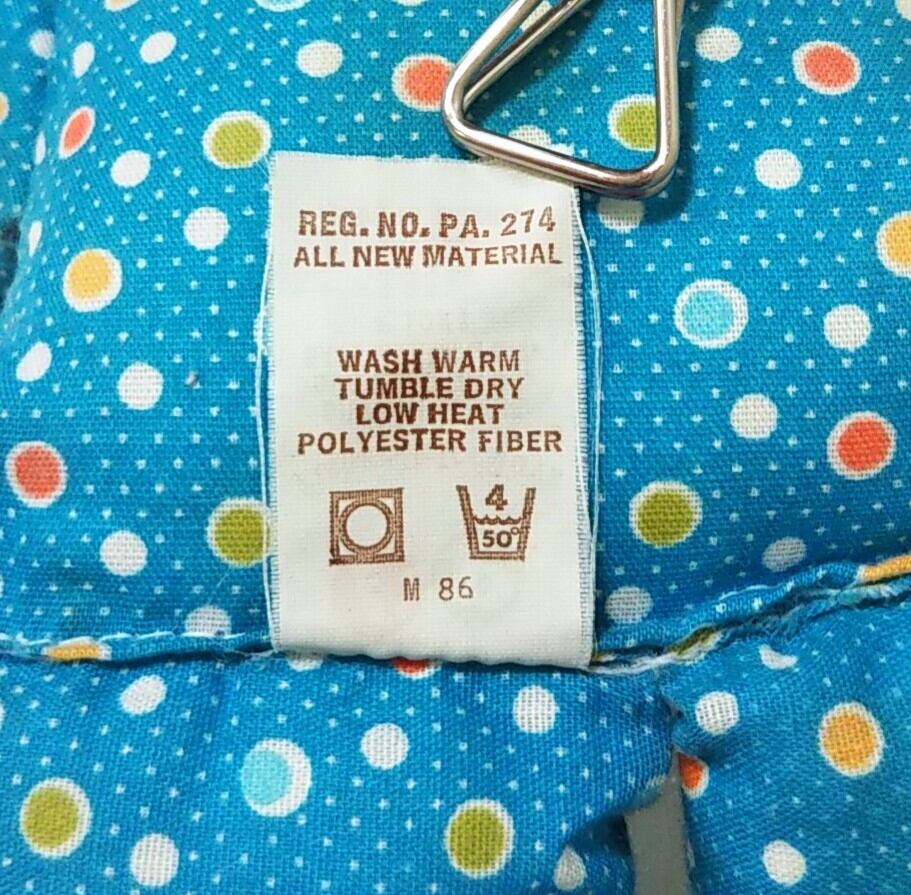 REG. NO. PA. 274
ALL NEW MATERIAL
WASH WARM
TUMBLE DRY
LOW HEAT
POLYESTER FIBER
4
50°
M 86